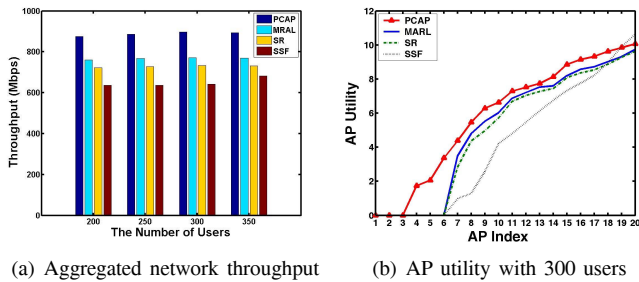 Throughput (Mbps)
1000
800
600
400
200
0
PCAP
MRAL
SR
SSF
200
250
300
350
The Number of Users
(a) Aggregated network throughput
AP Utility
12
10
8
6
4
2
0
PCAP
MARL
SR
SSF
1 2 3 4 5 6 7 8 9 10 11 12 13 14 15 16 17 18 19 20
AP Index
(b) AP utility with 300 users